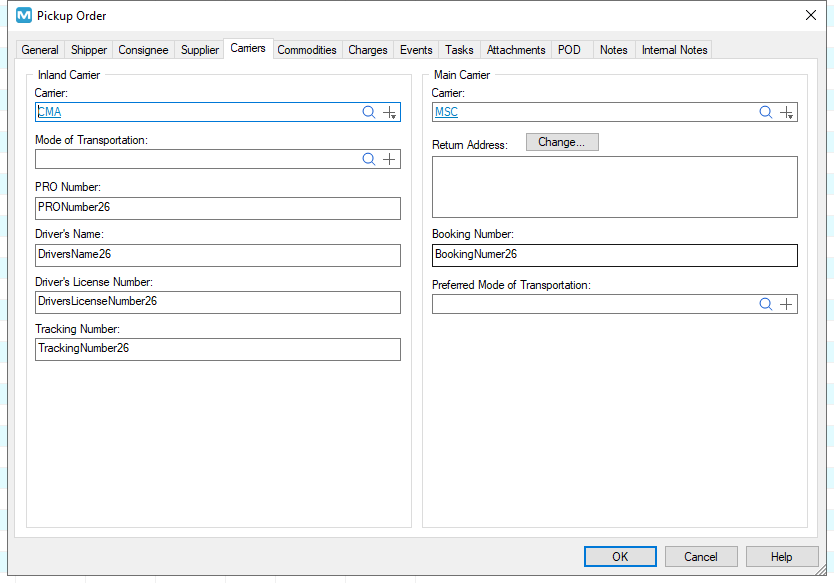 Pickup Order
General Shipper Consignee Supplier Carriers Commodities Charges Events Tasks Attachments POD Notes Internal Notes
Inland Carrier
Carrier:
CMA
Mode of Transportation:
PRO Number:
PRONumber26
Driver's Name:
DriversName26
Driver's License Number:
DriversLicenseNumber26
Tracking Number:
TrackingNumber26
Main Carrier
Carrier:
MSC
Return Address: Change...
Booking Number:
BookingNumer26
Preferred Mode of Transportation:
OK Cancel Help